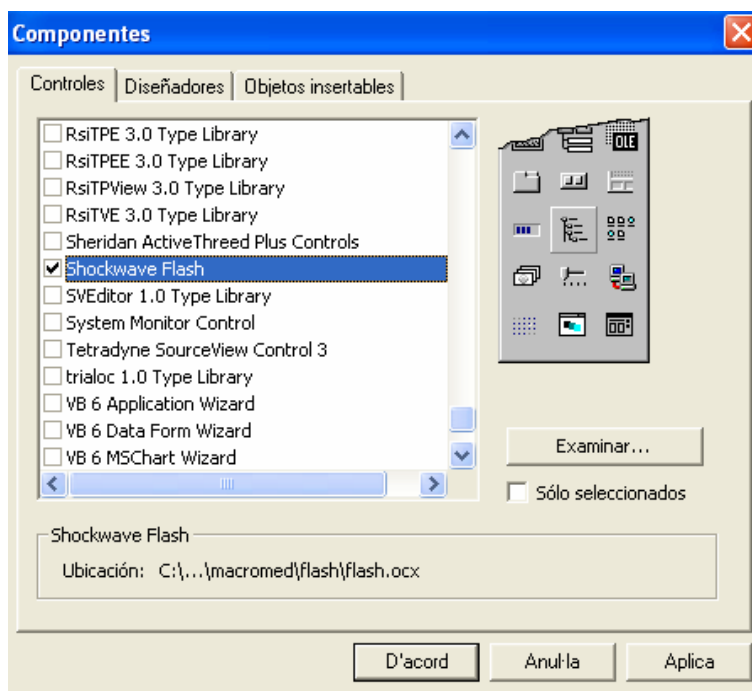 Componentes
Controles Diseñadores Objetos insertables
RsiTPE 3.0 Type Library
RsiTPEE 3.0 Type Library
RsiTPView 3.0 Type Library
RsiTVE 3.0 Type Library
Sheridan ActiveThreed Plus Controls
Shockwave Flash
SVEditor 1.0 Type Library
System Monitor Control
Tetradyne SourceView Control 3
trialoc 1.0 Type Library
VB 6 Application Wizard
VB 6 Data Form Wizard
VB 6 MSChart Wizard
OLE
Examinar...
Sólo seleccionados
Shockwave Flash
Ubicación: C:\...\macromed\flash\flash.ocx
D'acord Anul·la Aplica